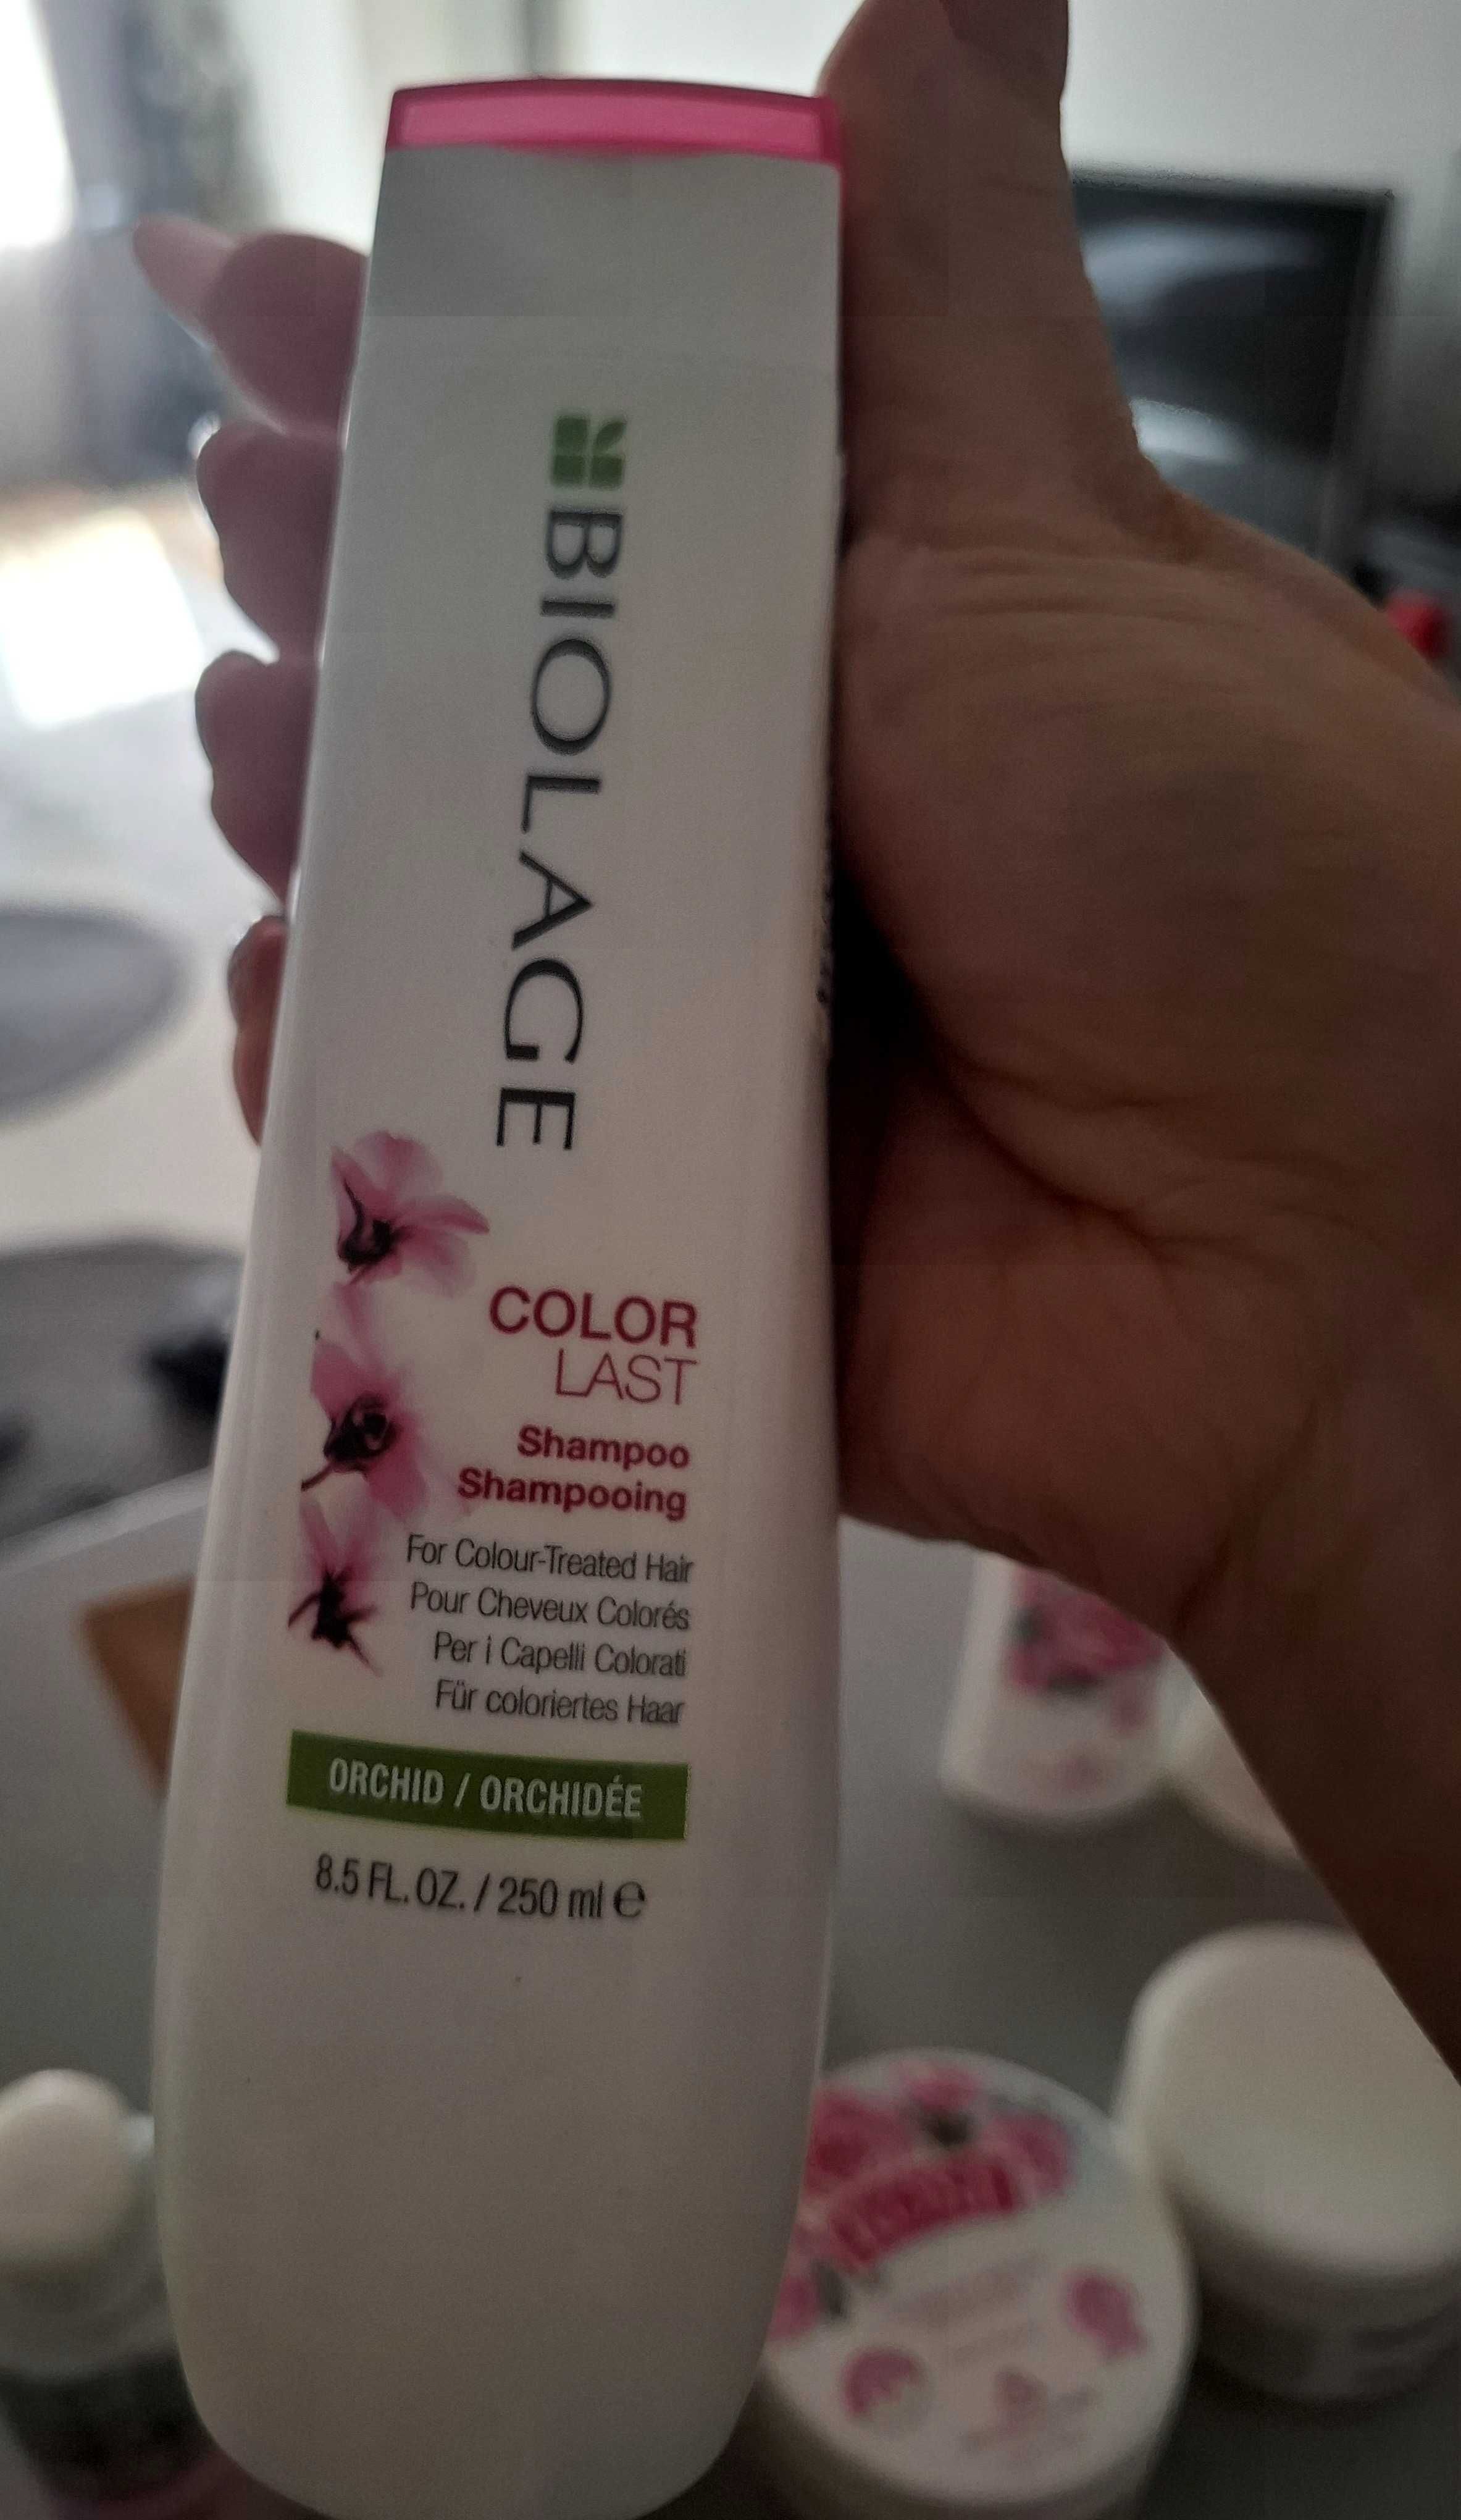 BIOLAGE
COLOR
LAST
Shampoo
Shampooing
For Colour-Treated Hair
Pour Cheveux Colorés
Per i Capelli Colorati
Für coloriertes Haar
ORCHID / ORCHIDÉE
8.5 FL. OZ. / 250 ml ℮